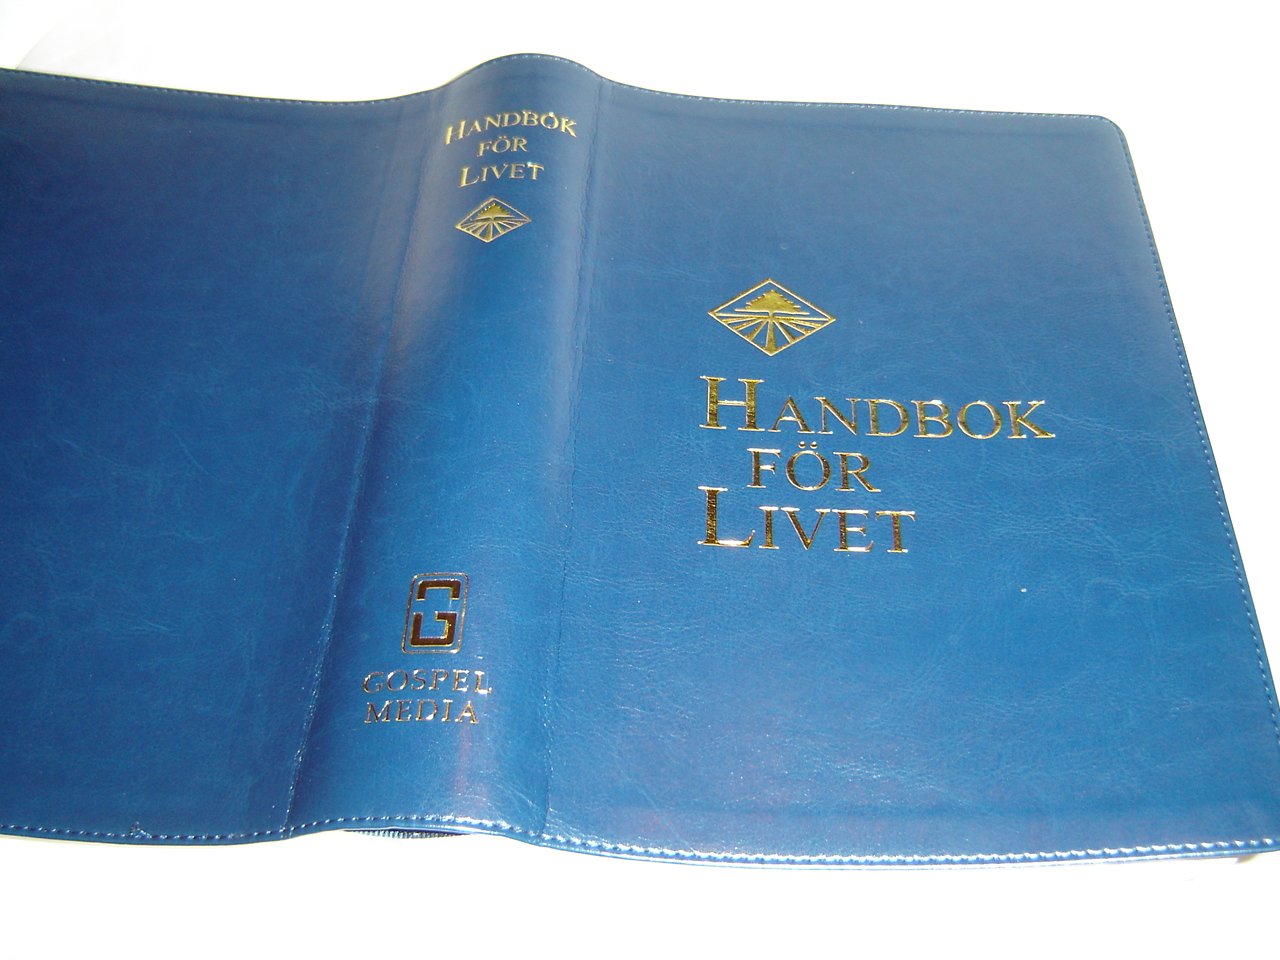 HANDBOK
FÖR
LIVET
GOSPEL
MEDIA
HANDBOK
FÖR
LIVET